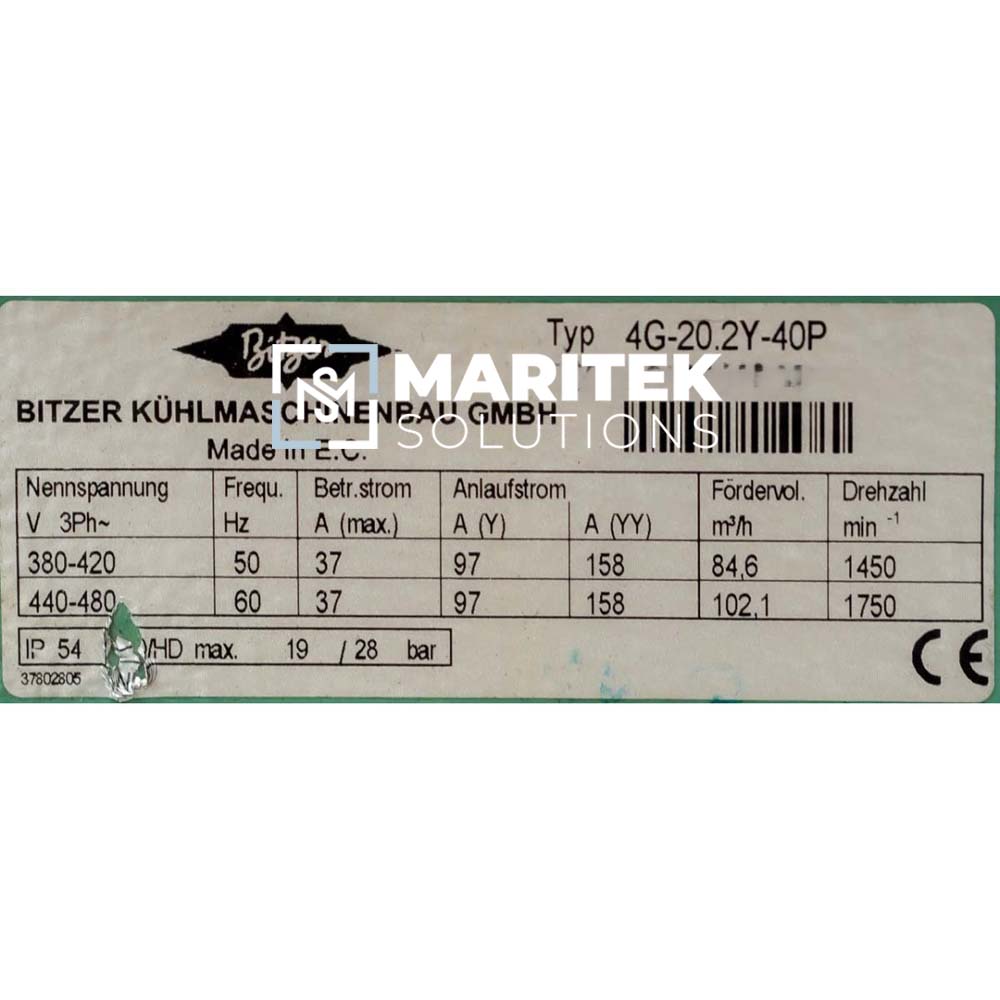 Bitzer
Typ 4G-20.2Y-40P
MARITEK
SOLUTIONS
BITZER KÜHLMASCHINENBAU GMBH
Made in E.C.
Nennspannung Frequ. Betr.strom Anlaufstrom Fördervol. Drehzahl
V 3Ph~ Hz A (max.) A (Y) A (YY) m³/h min -1
380-420 50 37 97 158 84,6 1450
440-480 60 37 97 158 102,1 1750
IP 54 /HD max. 19 / 28 bar
CE
37802805